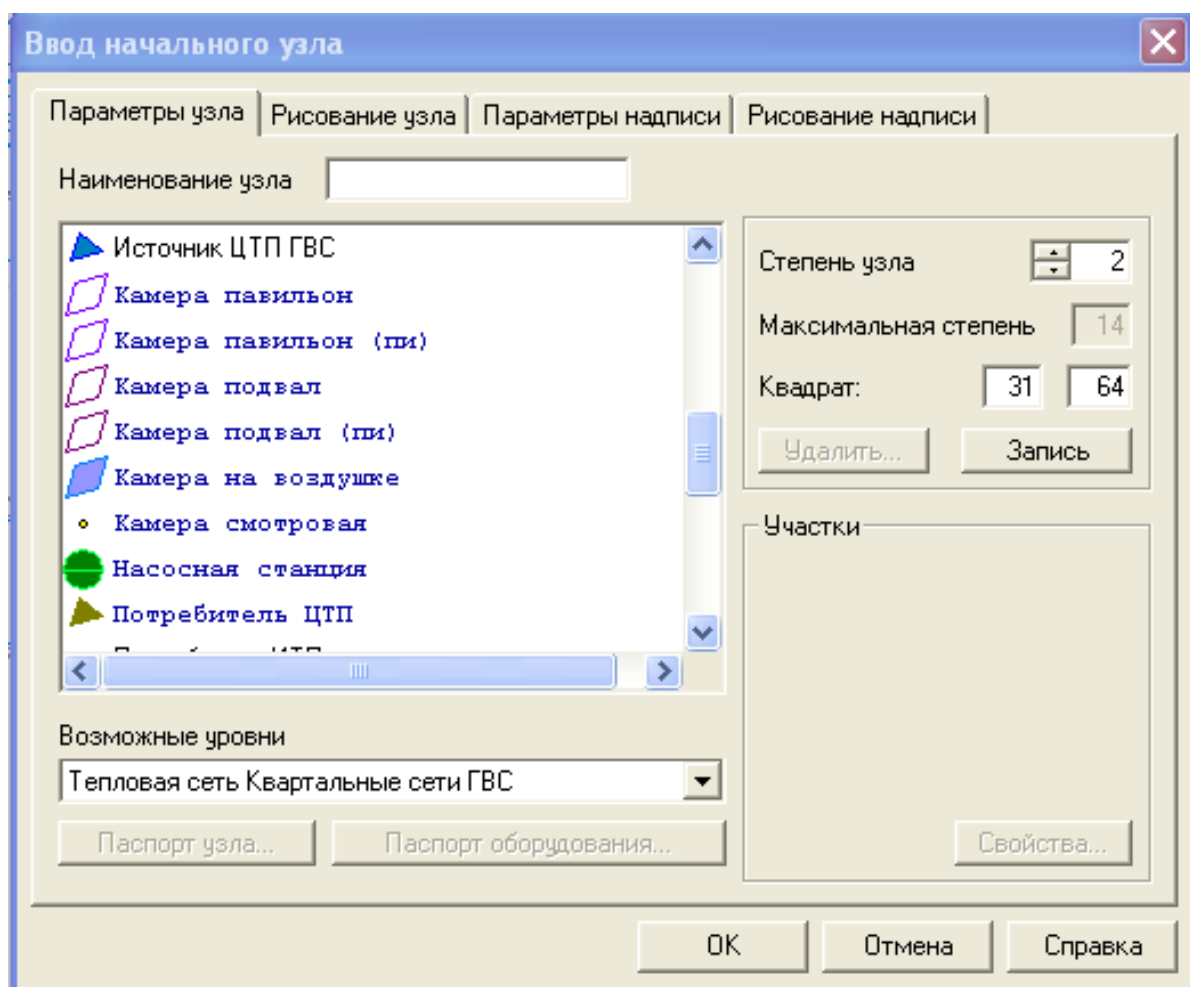 Ввод начального узла
Параметры узла Рисование узла Параметры надписи Рисование надписи
Наименование узла
Источник ЦТП ГВС
Камера павильон
Камера павильон (пи)
Камера подвал
Камера подвал (пи)
Камера на воздушке
Камера смотровая
Насосная станция
Потребитель ЦТП
Степень узла 2
Максимальная степень 14
Квадрат: 31 64
Удалить... Запись
Участки
Возможные уровни
Тепловая сеть Квартальные сети ГВС
Паспорт узла... Паспорт оборудования...
Свойства...
OK Отмена Справка